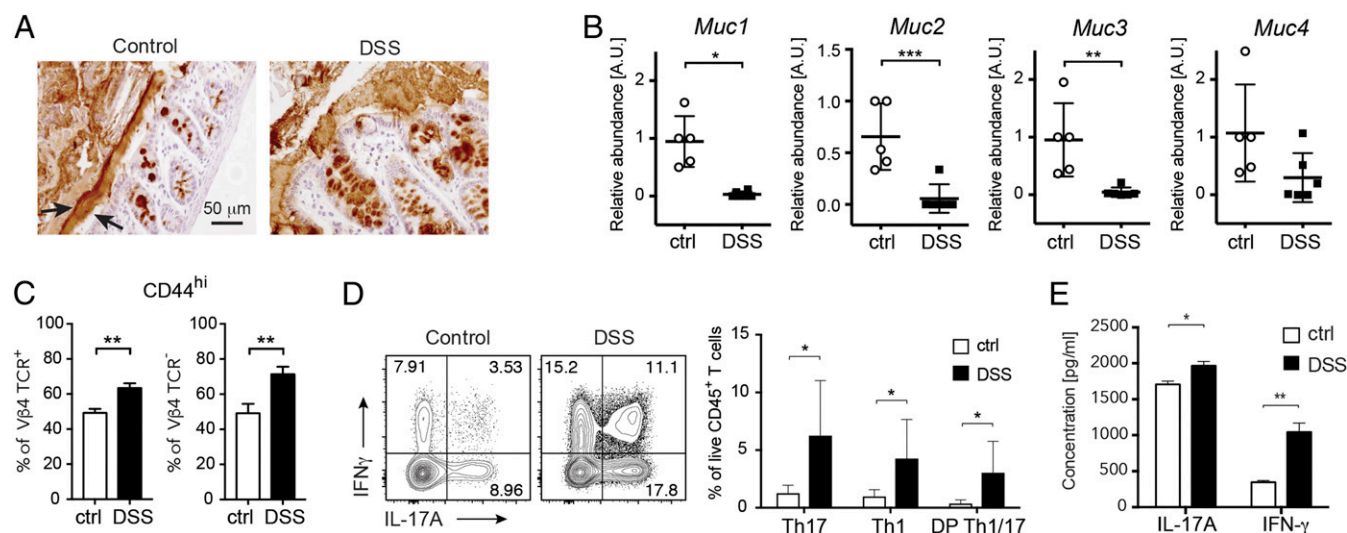 A
Control
DSS
50 μm
B
Muc1
Muc2
Muc3
Muc4
Relative abundance [A.U.]
2
1
0
*
ctrl
DSS
Relative abundance [A.U.]
1.5
1.0
0.5
0.0
***
ctrl
DSS
Relative abundance [A.U.]
2
1
0
**
ctrl
DSS
Relative abundance [A.U.]
2
1
0
ctrl
DSS
C
CD44hi
% of Vβ4 TCR+
100
80
60
40
20
0
**
ctrl DSS
% of Vβ4 TCR-
100
80
60
40
20
0
**
ctrl DSS
D
Control
DSS
7.91
3.53
8.96
15.2
11.1
17.8
IFNγ
IL-17A
% of live CD45+ T cells
15
10
5
0
ctrl
DSS
*
*
*
Th17
Th1
DP Th1/17
E
Concentration [pg/ml]
2500
2000
1500
1000
500
0
ctrl
DSS
*
**
IL-17A
IFN-γ